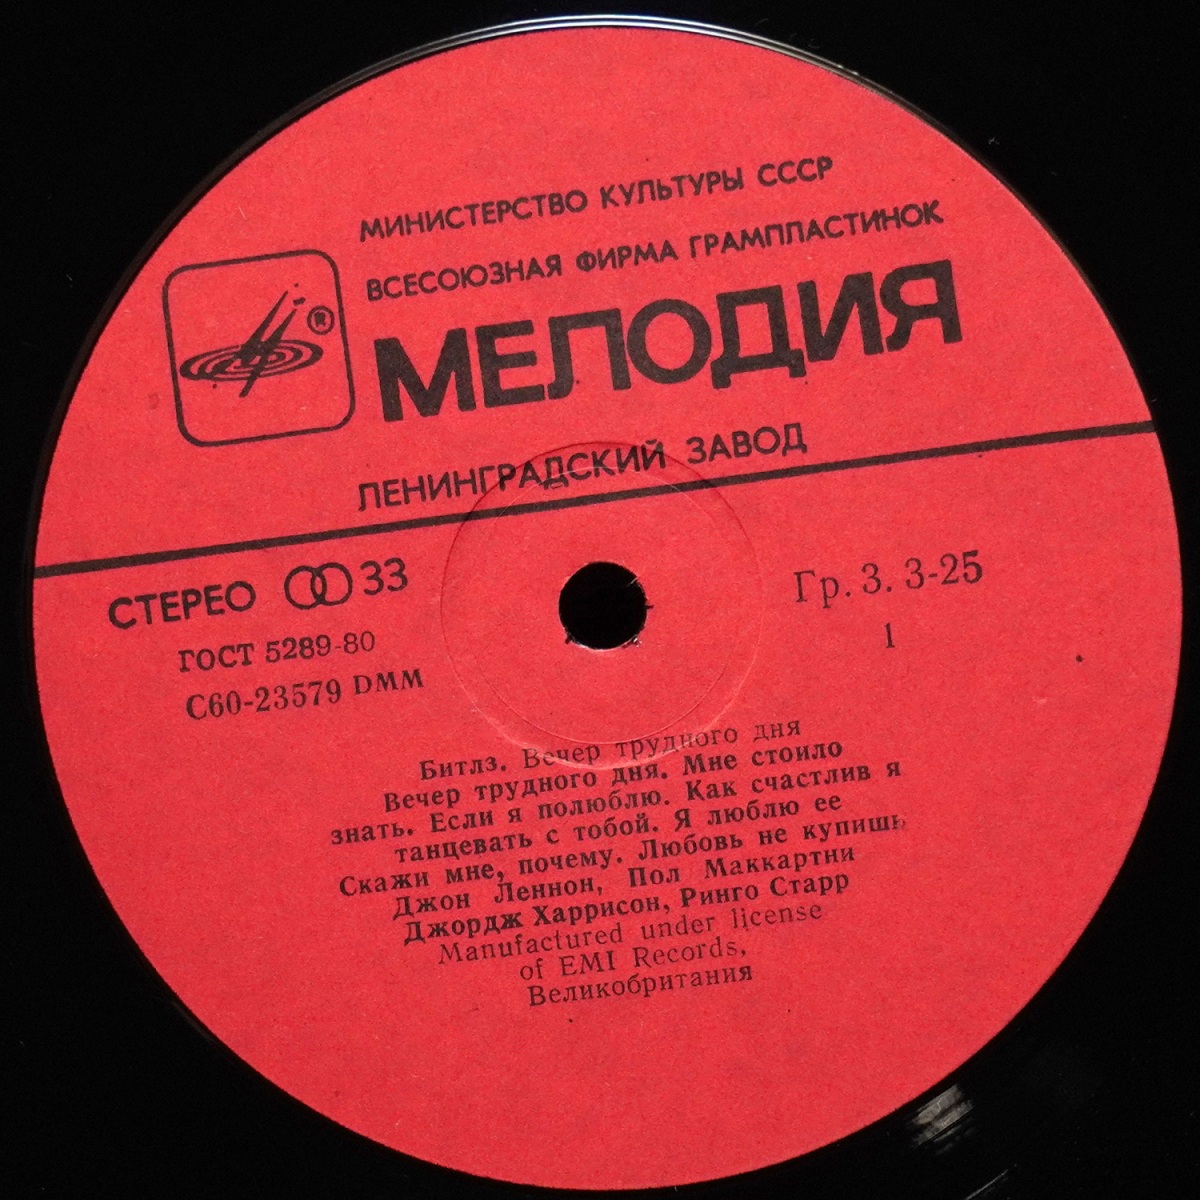 МИНИСТЕРСТВО КУЛЬТУРЫ СССР
ВСЕСОЮЗНАЯ ФИРМА ГРАМПЛАСТИНОК
®
МЕЛОДИЯ
ЛЕНИНГРАДСКИЙ ЗАВОД
СТЕРЕО 33
ГОСТ 5289-80
С60-23579 DMM
Гр. 3. 3-25
1
Битлз. Вечер трудного дня
Вечер трудного дня. Мне стоило
знать. Если я полюблю. Как счастлив я
танцевать с тобой. Я люблю ее
Скажи мне, почему. Любовь не купишь
Джон Леннон, Пол Маккартни
Джордж Харрисон, Ринго Старр
Manufactured under license
of EMI Records,
Великобритания